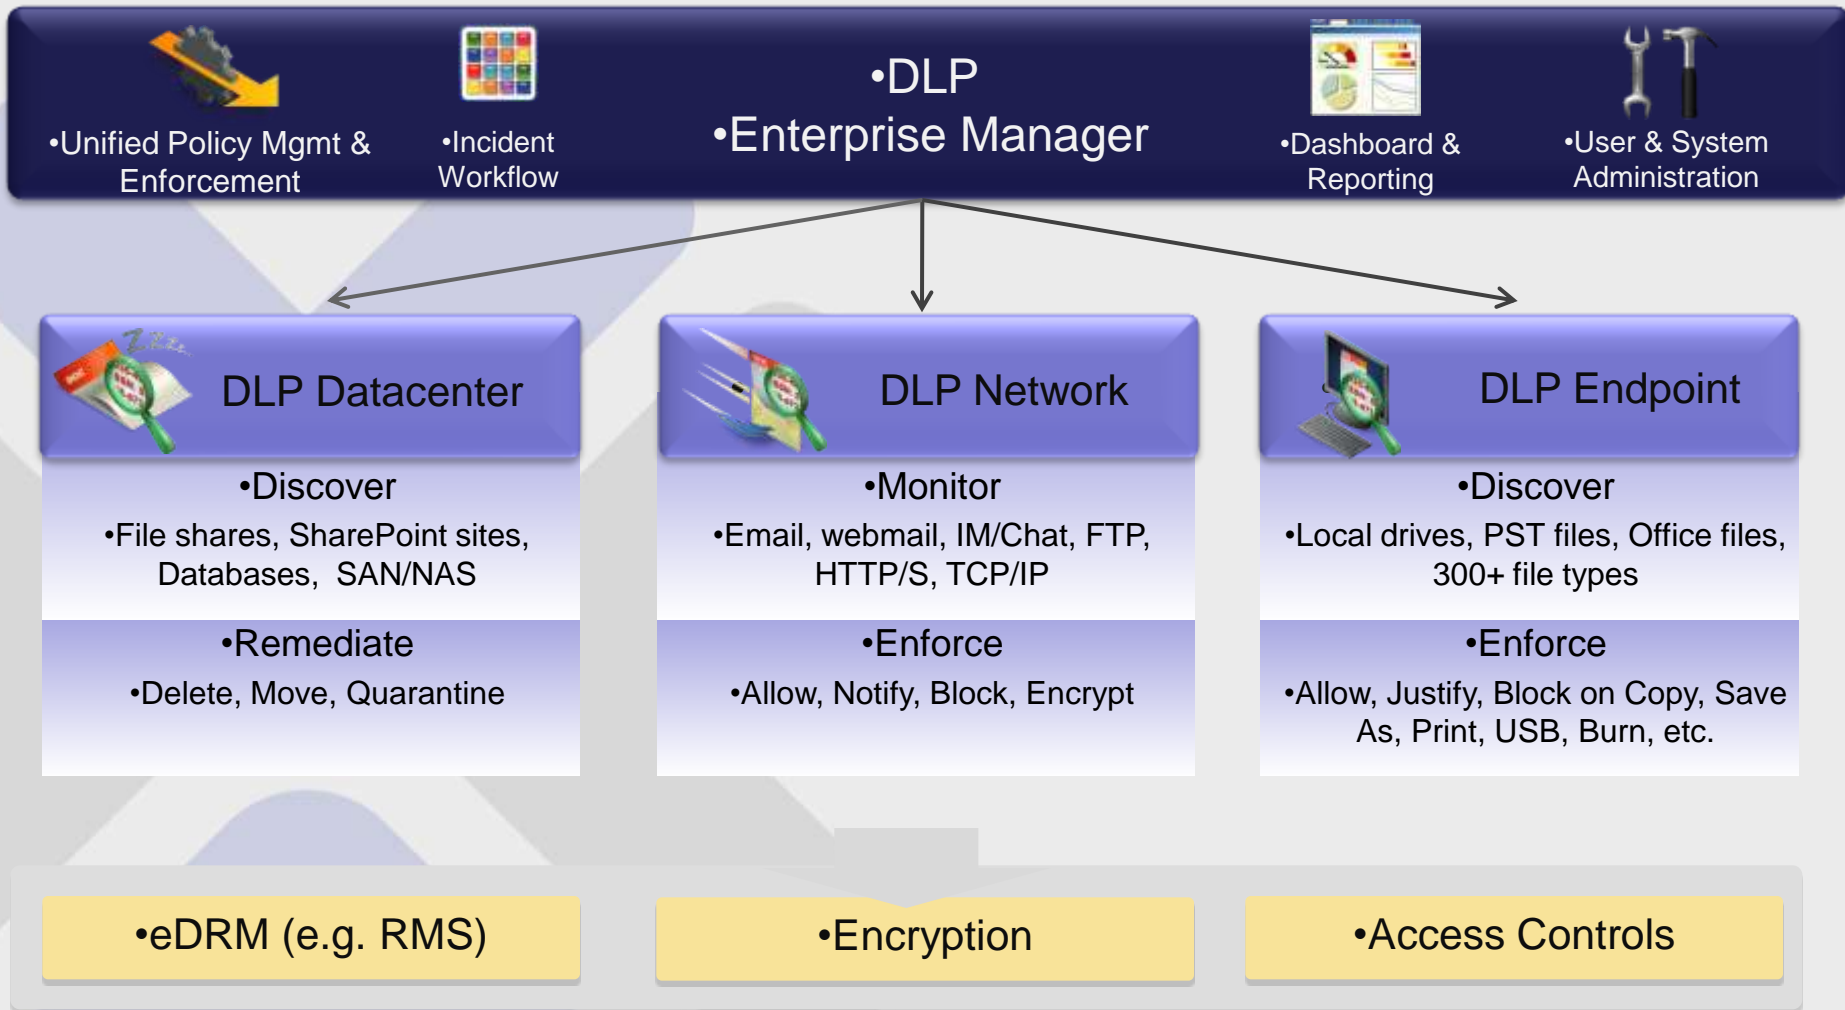 •Unified Policy Mgmt &
Enforcement
•Incident
Workflow
•DLP
•Enterprise Manager
•Dashboard &
Reporting
•User & System
Administration
DLP Datacenter
•Discover
•File shares, SharePoint sites,
Databases, SAN/NAS
•Remediate
•Delete, Move, Quarantine
DLP Network
•Monitor
•Email, webmail, IM/Chat, FTP,
HTTP/S, TCP/IP
•Enforce
•Allow, Notify, Block, Encrypt
DLP Endpoint
•Discover
•Local drives, PST files, Office files,
300+ file types
•Enforce
•Allow, Justify, Block on Copy, Save
As, Print, USB, Burn, etc.
•eDRM (e.g. RMS)
•Encryption
•Access Controls